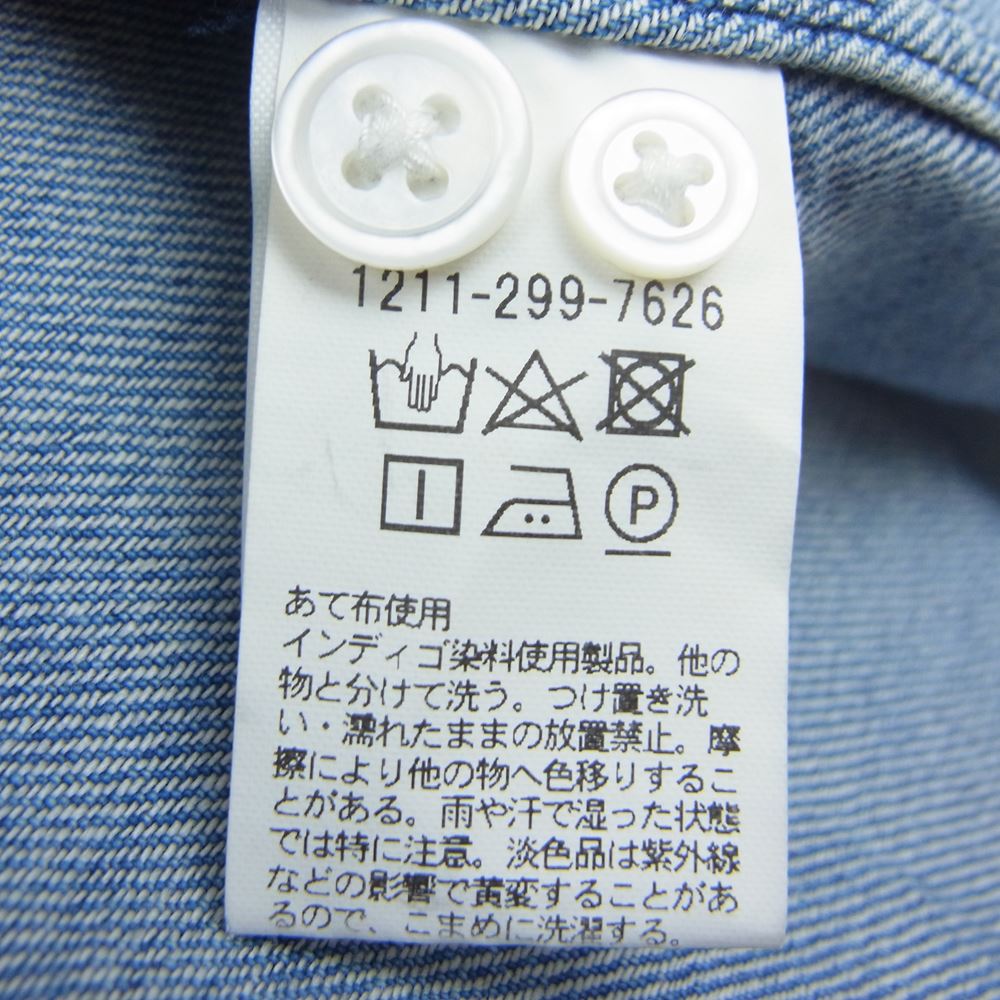 1211-299-7626
P
あて布使用
インディゴ染料使用製品。他の
物と分けて洗う。つけ置き洗
い・濡れたままの放置禁止。摩
擦により他の物へ色移りするこ
とがある。雨や汗で湿った状態
では特に注意。淡色品は紫外線
などの影響で黄変することがあ
るので、こまめに洗濯する。